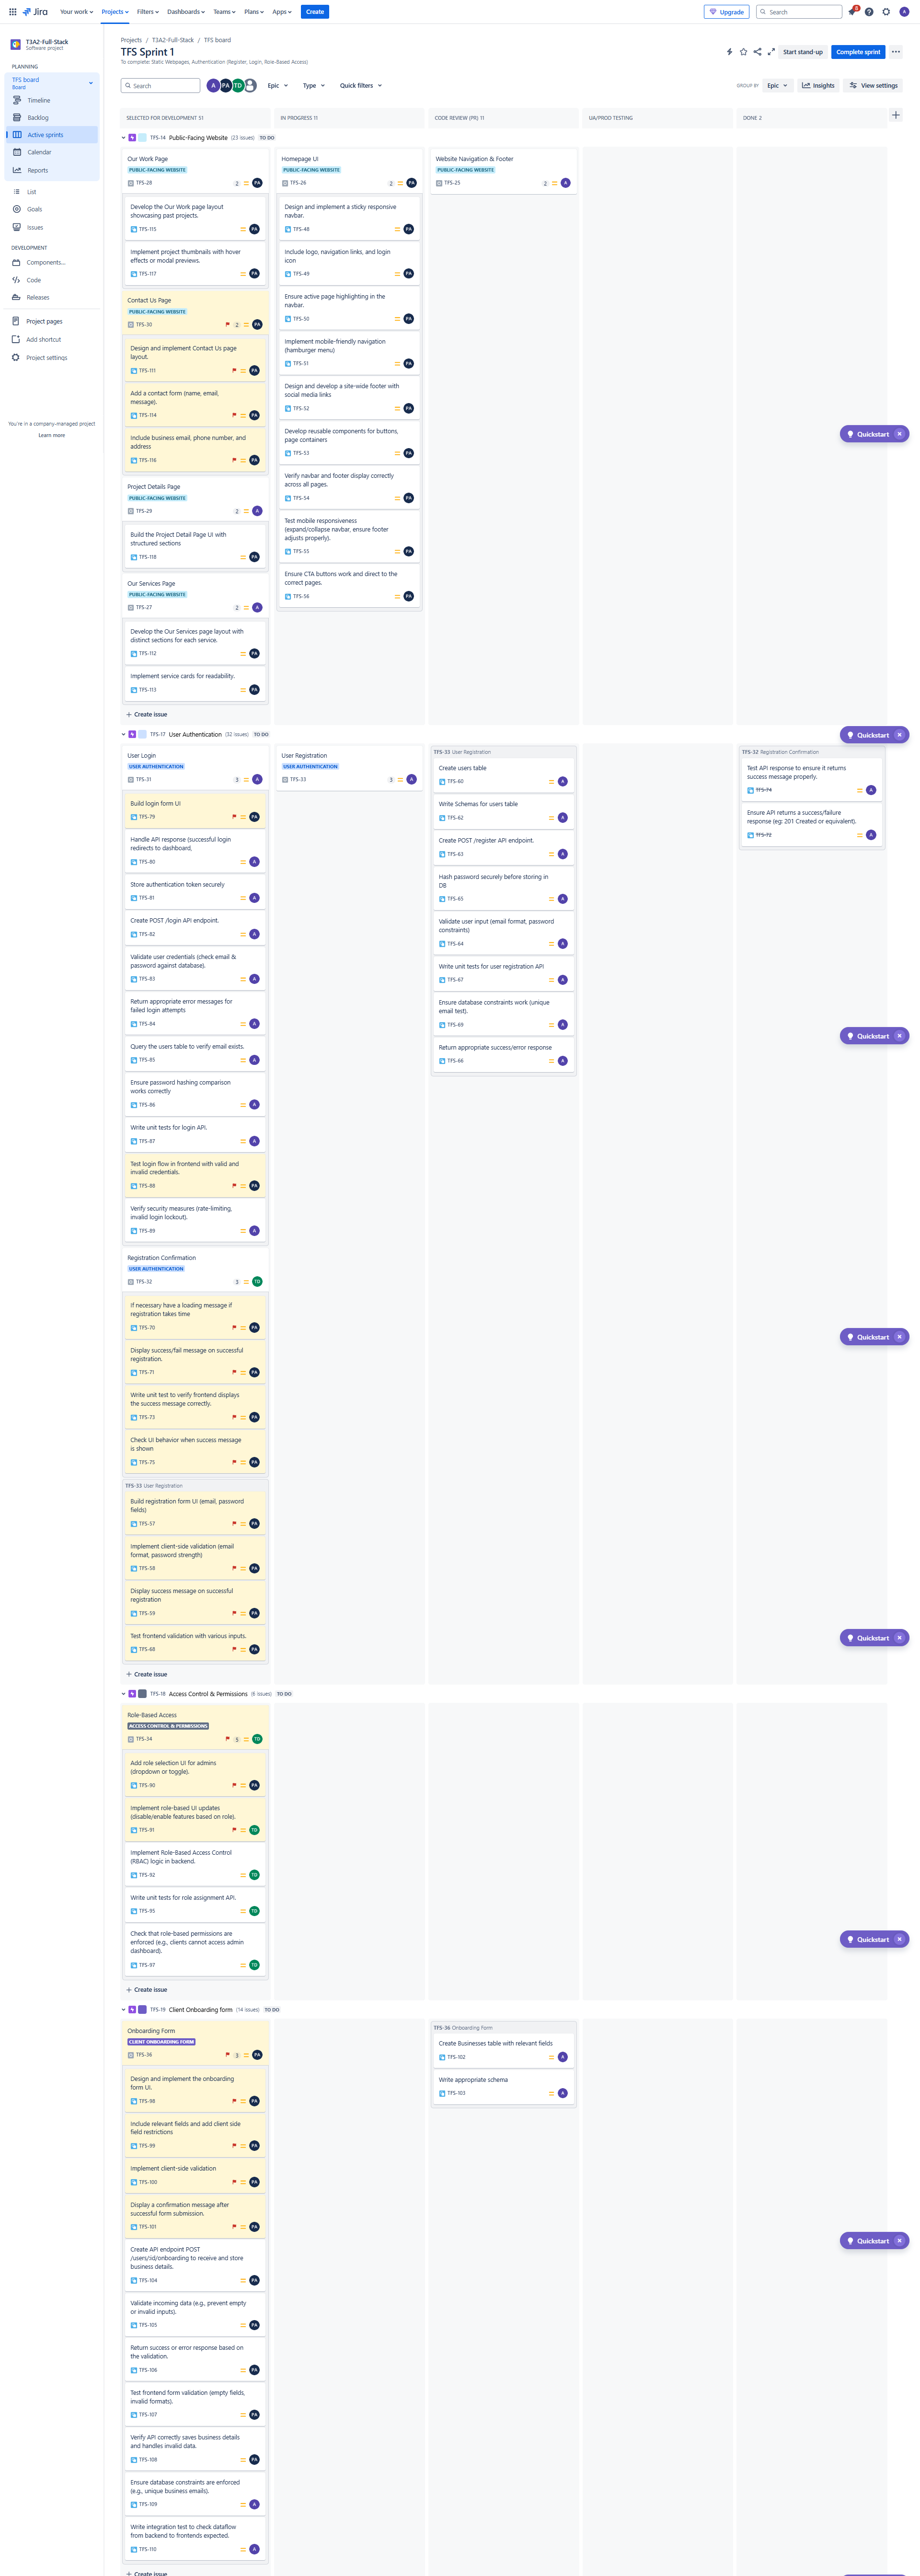 Jira
Your work
Projects
Filters
Dashboards
Teams
Plans
Apps
Create
Upgrade
Search
T3A2-Full-Stack
Software project
PLANNING
TFS board
Board
Timeline
Backlog
Active sprints
Calendar
Reports
List
Goals
Issues
DEVELOPMENT
Components...
Code
Releases
Project pages
Add shortcut
Project settings
You're in a company-managed project
Learn more
Projects / T3A2-Full-Stack / TFS board
TFS Sprint 1
To complete: Static Webpages, Authentication (Register, Login, Role-Based Access)
Start stand-up
Complete sprint
Search
A PA TD
Epic
Type
Quick filters
GROUP BY
Epic
Insights
View settings
SELECTED FOR DEVELOPMENT 51
IN PROGRESS 11
CODE REVIEW (PR) 11
UA/PROD TESTING
DONE 2
TFS-14 Public-Facing Website (23 issues) TO DO
Our Work Page
PUBLIC-FACING WEBSITE
TFS-28 2 PA
Develop the Our Work page layout
showcasing past projects.
TFS-115 PA
Implement project thumbnails with hover
effects or modal previews.
TFS-117 PA
Contact Us Page
PUBLIC-FACING WEBSITE
TFS-30 2 PA
Design and implement Contact Us page
layout.
TFS-111 PA
Add a contact form (name, email,
message).
TFS-114 PA
Include business email, phone number, and
address
TFS-116 PA
Project Details Page
PUBLIC-FACING WEBSITE
TFS-29 2 A
Build the Project Detail Page UI with
structured sections
TFS-118 PA
Our Services Page
PUBLIC-FACING WEBSITE
TFS-27 2 A
Develop the Our Services page layout with
distinct sections for each service.
TFS-112 PA
Implement service cards for readability.
TFS-113 PA
Create issue
Homepage UI
PUBLIC-FACING WEBSITE
TFS-26 2 PA
Design and implement a sticky responsive
navbar.
TFS-48 PA
Include logo, navigation links, and login
icon
TFS-49 PA
Ensure active page highlighting in the
navbar.
TFS-50 PA
Implement mobile-friendly navigation
(hamburger menu)
TFS-51 PA
Design and develop a site-wide footer with
social media links
TFS-52 PA
Develop reusable components for buttons,
page containers
TFS-53 PA
Verify navbar and footer display correctly
across all pages.
TFS-54 PA
Test mobile responsiveness
(expand/collapse navbar, ensure footer
adjusts properly).
TFS-55 PA
Ensure CTA buttons work and direct to the
correct pages.
TFS-56 PA
Website Navigation & Footer
PUBLIC-FACING WEBSITE
TFS-25 2 A
Quickstart
TFS-17 User Authentication (32 issues) TO DO
Quickstart
User Login
USER AUTHENTICATION
TFS-31 3 A
Build login form UI
TFS-79 PA
Handle API response (successful login
redirects to dashboard,
TFS-80 A
Store authentication token securely
TFS-81 A
Create POST /login API endpoint.
TFS-82 A
Validate user credentials (check email &
password against database).
TFS-83 A
Return appropriate error messages for
failed login attempts
TFS-84 A
Query the users table to verify email exists.
TFS-85 A
Ensure password hashing comparison
works correctly
TFS-86 A
Write unit tests for login API.
TFS-87 A
Test login flow in frontend with valid and
invalid credentials.
TFS-88 PA
Verify security measures (rate-limiting,
invalid login lockout).
TFS-89 A
Registration Confirmation
USER AUTHENTICATION
TFS-32 3 TD
If necessary have a loading message if
registration takes time
TFS-70 PA
Display success/fail message on successful
registration.
TFS-71 PA
Write unit test to verify frontend displays
the success message correctly.
TFS-73 PA
Check UI behavior when success message
is shown
TFS-75 PA
TFS-33 User Registration
Build registration form UI (email, password
fields)
TFS-57 PA
Implement client-side validation (email
format, password strength)
TFS-58 PA
Display success message on successful
registration
TFS-59 PA
Test frontend validation with various inputs.
TFS-68 PA
Create issue
User Registration
USER AUTHENTICATION
TFS-33 3 A
TFS-33 User Registration
Create users table
TFS-60 A
Write Schemas for users table
TFS-62 A
Create POST /register API endpoint.
TFS-63 A
Hash password securely before storing in
DB
TFS-65 A
Validate user input (email format, password
constraints)
TFS-64 A
Write unit tests for user registration API
TFS-67 A
Ensure database constraints work (unique
email test).
TFS-69 A
Return appropriate success/error response
TFS-66 A
TFS-32 Registration Confirmation
Test API response to ensure it returns
success message properly.
TFS-74 A
Ensure API returns a success/failure
response (eg: 201 Created or equivalent).
TFS-72 A
Quickstart
Quickstart
Quickstart
TFS-18 Access Control & Permissions (6 issues) TO DO
Role-Based Access
ACCESS CONTROL & PERMISSIONS
TFS-34 5 TD
Add role selection UI for admins
(dropdown or toggle).
TFS-90 PA
Implement role-based UI updates
(disable/enable features based on role).
TFS-91 TD
Implement Role-Based Access Control
(RBAC) logic in backend.
TFS-92 TD
Write unit tests for role assignment API.
TFS-95 TD
Check that role-based permissions are
enforced (e.g., clients cannot access admin
dashboard).
TFS-97 TD
Create issue
Quickstart
TFS-19 Client Onboarding form (14 issues) TO DO
Onboarding Form
CLIENT ONBOARDING FORM
TFS-36 3 PA
Design and implement the onboarding
form UI.
TFS-98 PA
Include relevant fields and add client side
field restrictions
TFS-99 PA
Implement client-side validation
TFS-100 PA
Display a confirmation message after
successful form submission.
TFS-101 PA
Create API endpoint POST
/users/:id/onboarding to receive and store
business details.
TFS-104 PA
Validate incoming data (e.g., prevent empty
or invalid inputs).
TFS-105 PA
Return success or error response based on
the validation.
TFS-106 PA
Test frontend form validation (empty fields,
invalid formats).
TFS-107 PA
Verify API correctly saves business details
and handles invalid data.
TFS-108 PA
Ensure database constraints are enforced
(e.g., unique business emails).
TFS-109 A
Write integration test to check dataflow
from backend to frontends expected.
TFS-110 A
Create issue
TFS-36 Onboarding Form
Create Businesses table with relevant fields
TFS-102 A
Write appropriate schema
TFS-103 A
Quickstart